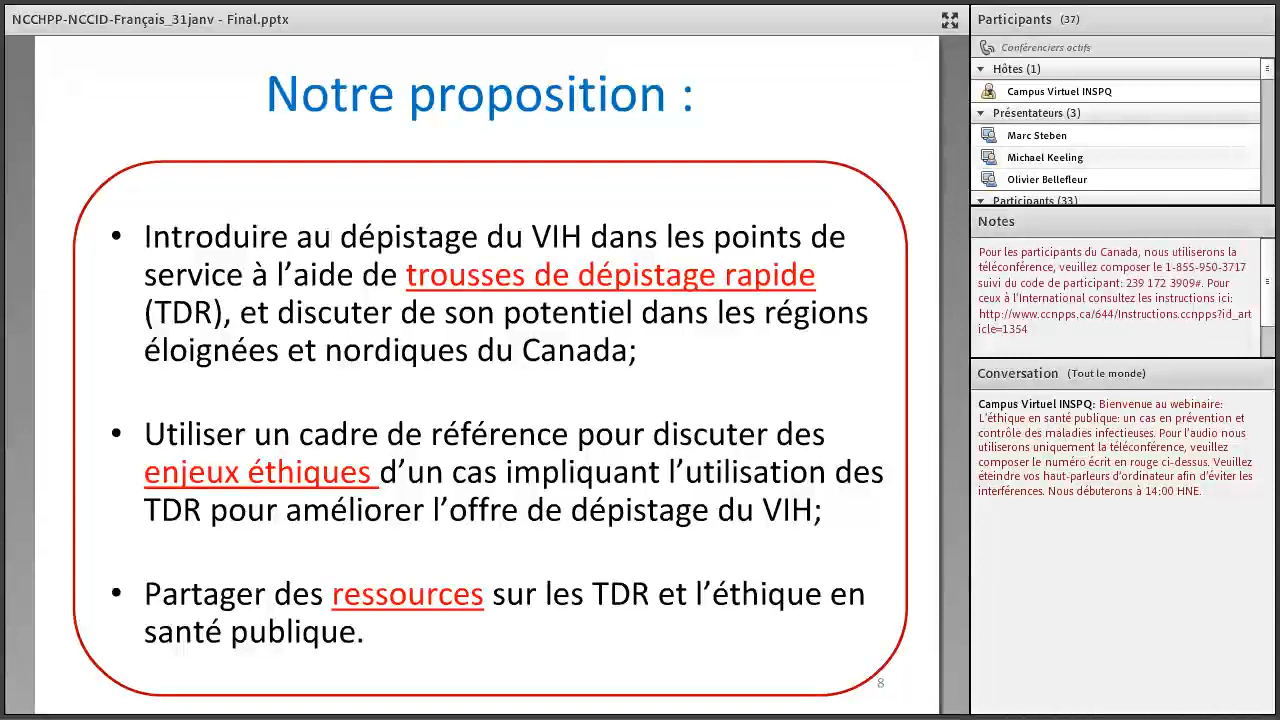 NCCHPP-NCCID-Français_31janv - Final.pptx
Notre proposition :
• Introduire au dépistage du VIH dans les points de
service à l’aide de trousses de dépistage rapide
(TDR), et discuter de son potentiel dans les régions
éloignées et nordiques du Canada;
• Utiliser un cadre de référence pour discuter des
enjeux éthiques d’un cas impliquant l’utilisation des
TDR pour améliorer l’offre de dépistage du VIH;
• Partager des ressources sur les TDR et l’éthique en
santé publique.
8
Participants (37)
Conférenciers actifs
Hôtes (1)
Campus Virtuel INSPQ
Présentateurs (3)
Marc Steben
Michael Keeling
Olivier Bellefleur
Participants (33)
Notes
Pour les participants du Canada, nous utiliserons la
téléconférence, veuillez composer le 1-855-950-3717
suivi du code de participant: 239 172 3909#. Pour
ceux à l'International consultez les instructions ici:
http://www.ccnpps.ca/644/Instructions.ccnpps?id_art
icle=1354
Conversation (Tout le monde)
Campus Virtuel INSPQ: Bienvenue au webinaire:
L'éthique en santé publique: un cas en prévention et
contrôle des maladies infectieuses. Pour l'audio nous
utiliserons uniquement la téléconférence, veuillez
composer le numéro écrit en rouge ci-dessus. Veuillez
éteindre vos haut-parleurs d'ordinateur afin d'éviter les
interférences. Nous débuterons à 14:00 HNE.